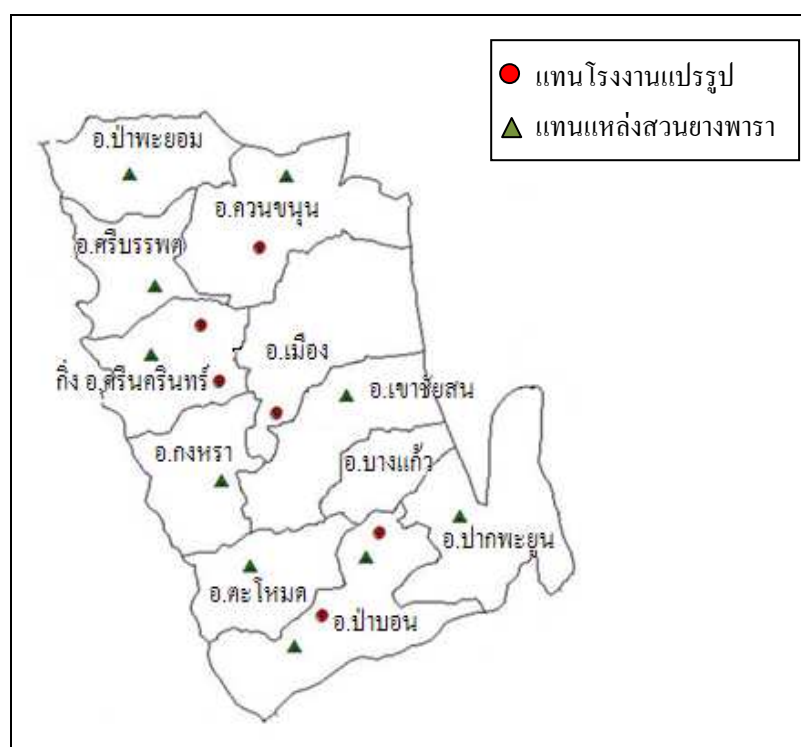 แทนโรงงานแปรรูป
แทนแหล่งสวนยางพารา
อ.ป่าพะยอม
อ.ควนขนุน
อ.ศรีบรรพต
อ.เมือง
กิ่ง อ.ศรีนครินทร์
อ.เขาชัยสน
อ.กงหรา
อ.บางแก้ว
อ.ปากพะยูน
อ.ตะโหมด
อ.ป่าบอน